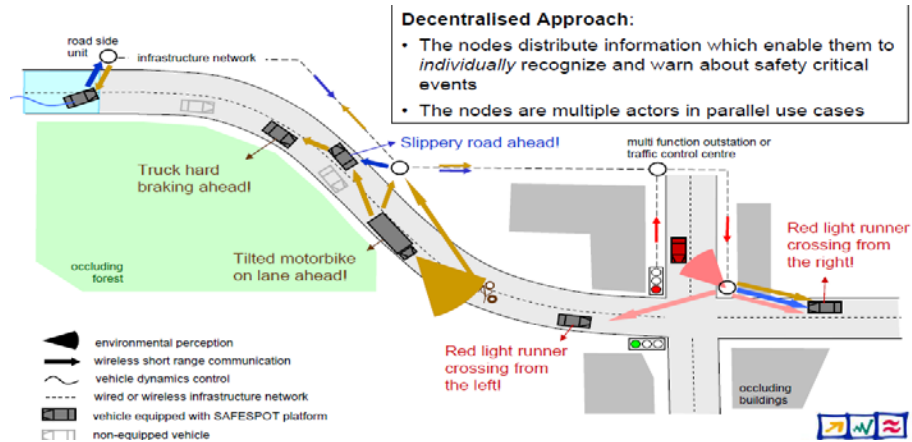 Decentralised Approach:
• The nodes distribute information which enable them to
individually recognize and warn about safety critical
events
• The nodes are multiple actors in parallel use cases
road side
unit
infrastructure network
Slippery road ahead!
multi function outstation or
traffic control centre
Truck hard
braking ahead!
Red light runner
crossing from
the right!
Tilted motorbike
on lane ahead!
occluding
forest
Red light runner
crossing from
the left!
occluding
buildings
environmental perception
wireless short range communication
vehicle dynamics control
wired or wireless infrastructure network
vehicle equipped with SAFESPOT platform
non-equipped vehicle